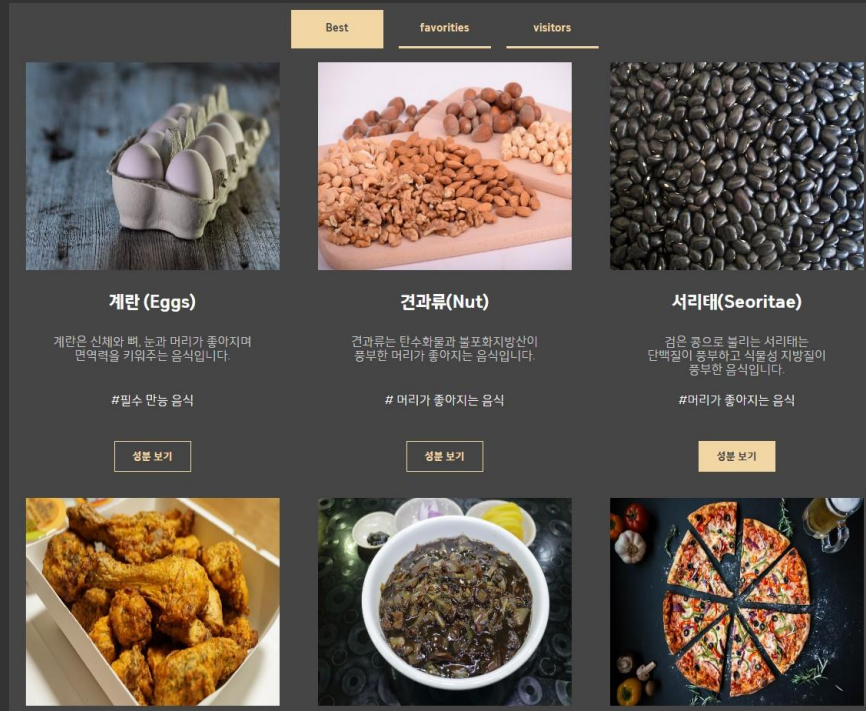 Best
favorities
visitors
계란 (Eggs)
계란은 신체와 뼈, 눈과 머리가 좋아지며
면역력을 키워주는 음식입니다.
#필수 만능 음식
성분 보기
견과류(Nut)
견과류는 탄수화물과 불포화지방산이
풍부한 머리가 좋아지는 음식입니다.
# 머리가 좋아지는 음식
성분 보기
서리태(Seoritae)
검은 콩으로 불리는 서리태는
단백질이 풍부하고 식물성 지방질이
풍부한 음식입니다.
#머리가 좋아지는 음식
성분 보기